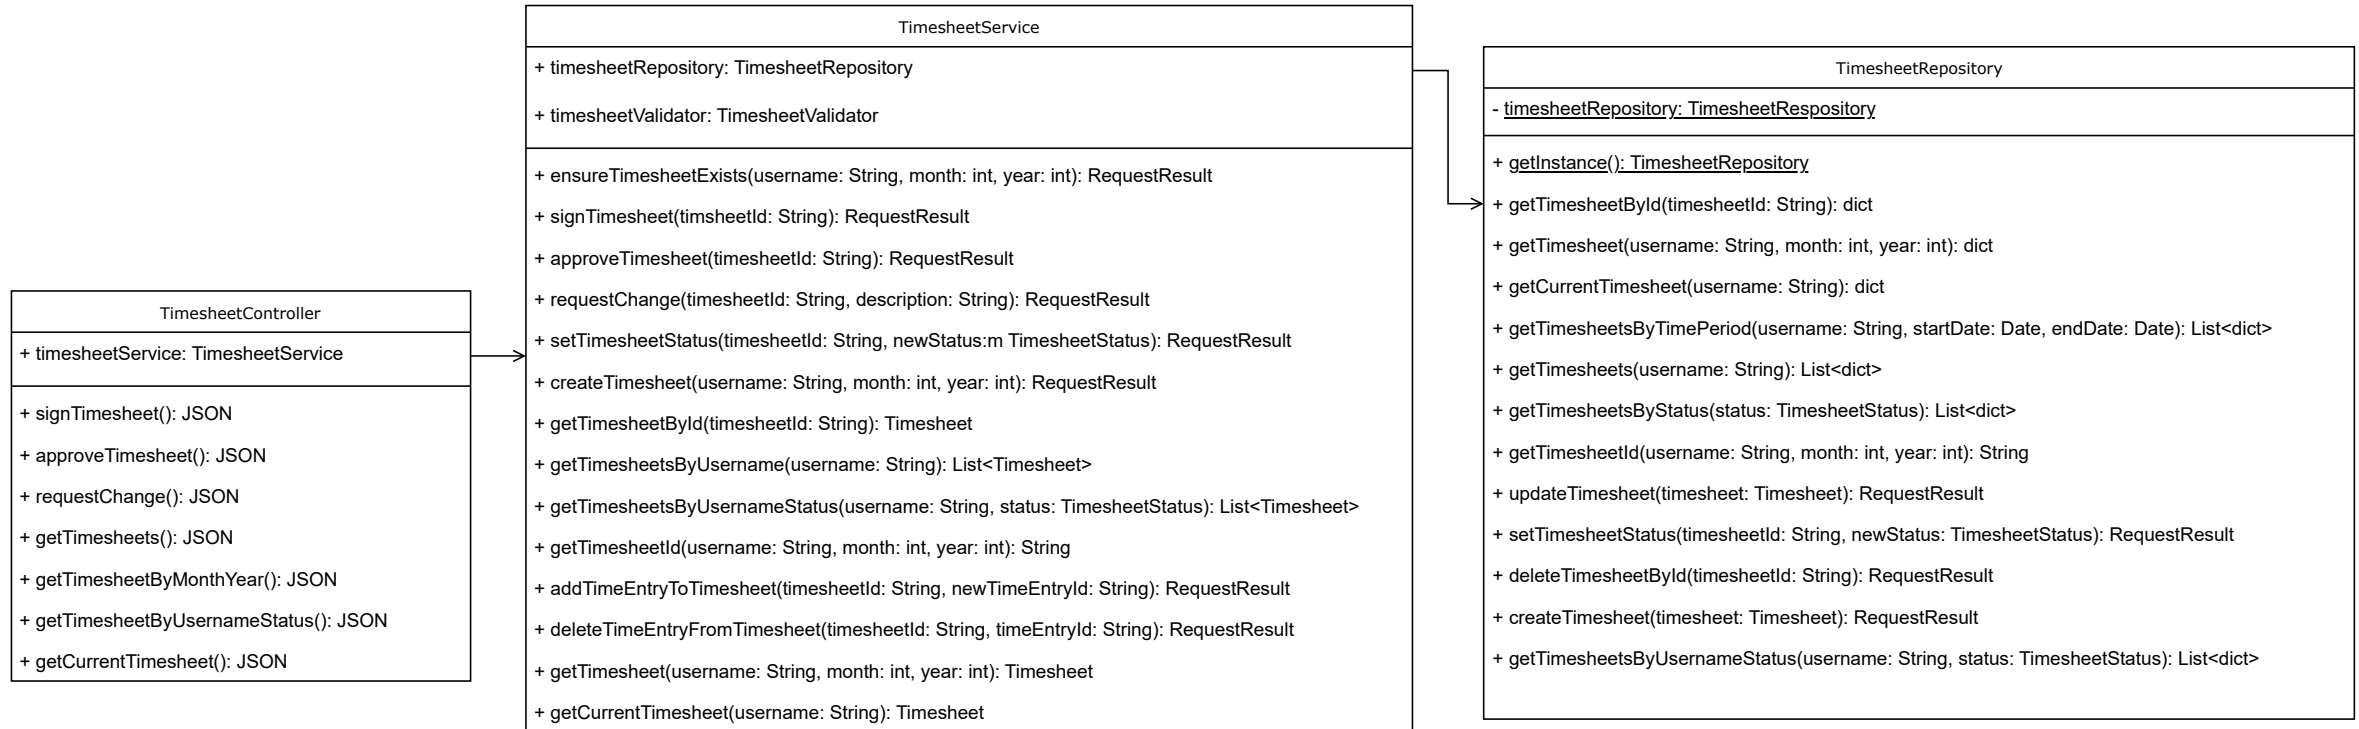 TimesheetController
+ timesheetService: TimesheetService
+ signTimesheet(): JSON
+ approveTimesheet(): JSON
+ requestChange(): JSON
+ getTimesheets(): JSON
+ getTimesheetByMonthYear(): JSON
+ getTimesheetByUsernameStatus(): JSON
+ getCurrentTimesheet(): JSON
TimesheetService
+ timesheetRepository: TimesheetRepository
+ timesheetValidator: TimesheetValidator
+ ensureTimesheetExists(username: String, month: int, year: int): RequestResult
+ signTimesheet(timsheetId: String): RequestResult
+ approveTimesheet(timesheetId: String): RequestResult
+ requestChange(timesheetId: String, description: String): RequestResult
+ setTimesheetStatus(timesheetId: String, newStatus:m TimesheetStatus): RequestResult
+ createTimesheet(username: String, month: int, year: int): RequestResult
+ getTimesheetById(timesheetId: String): Timesheet
+ getTimesheetsByUsername(username: String): List<Timesheet>
+ getTimesheetsByUsernameStatus(username: String, status: TimesheetStatus): List<Timesheet>
+ getTimesheetId(username: String, month: int, year: int): String
+ addTimeEntryToTimesheet(timesheetId: String, newTimeEntryId: String): RequestResult
+ deleteTimeEntryFromTimesheet(timesheetId: String, timeEntryId: String): RequestResult
+ getTimesheet(username: String, month: int, year: int): Timesheet
+ getCurrentTimesheet(username: String): Timesheet
TimesheetRepository
- timesheetRepository: TimesheetRespository
+ getInstance(): TimesheetRepository
+ getTimesheetById(timesheetId: String): dict
+ getTimesheet(username: String, month: int, year: int): dict
+ getCurrentTimesheet(username: String): dict
+ getTimesheetsByTimePeriod(username: String, startDate: Date, endDate: Date): List<dict>
+ getTimesheets(username: String): List<dict>
+ getTimesheetsByStatus(status: TimesheetStatus): List<dict>
+ getTimesheetId(username: String, month: int, year: int): String
+ updateTimesheet(timesheet: Timesheet): RequestResult
+ setTimesheetStatus(timesheetId: String, newStatus: TimesheetStatus): RequestResult
+ deleteTimesheetById(timesheetId: String): RequestResult
+ createTimesheet(timesheet: Timesheet): RequestResult
+ getTimesheetsByUsernameStatus(username: String, status: TimesheetStatus): List<dict>